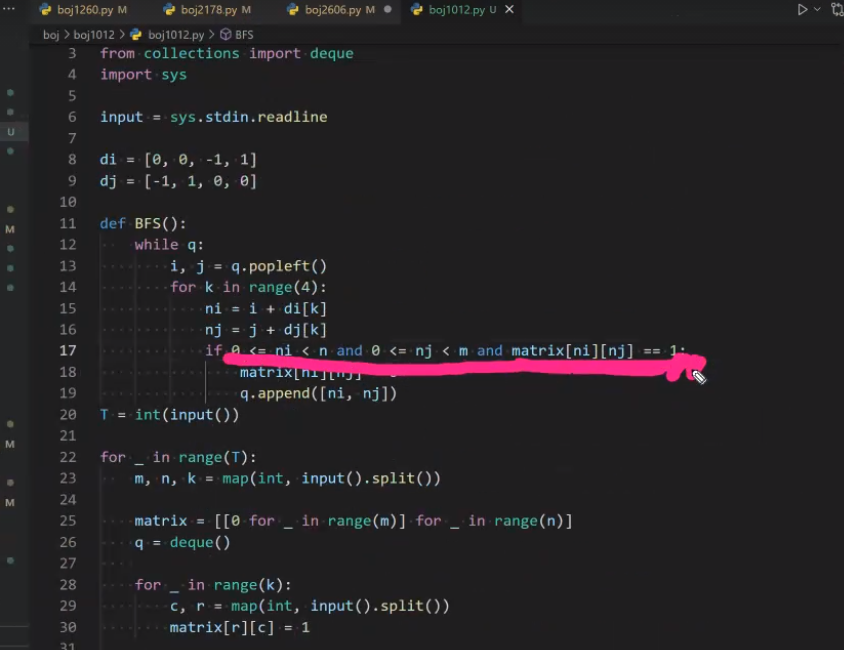 boj1260.py M boj2178.py M boj2606.py M boj1012.py U
boj > boj1012 > boj1012.py > BFS
3 from collections import deque
4 import sys
5
6 input = sys.stdin.readline
7
8 di = [0, 0, -1, 1]
9 dj = [-1, 1, 0, 0]
10
11 def BFS():
12 while q:
13 i, j = q.popleft()
14 for k in range(4):
15 ni = i + di[k]
16 nj = j + dj[k]
17 if 0 <= ni < n and 0 <= nj < m and matrix[ni][nj] == 1:
18 matrix[ni][nj]
19 q.append([ni, nj])
20 T = int(input())
21
22 for _ in range(T):
23 m, n, k = map(int, input().split())
24
25 matrix = [[0 for _ in range(m)] for _ in range(n)]
26 q = deque()
27
28 for _ in range(k):
29 c, r = map(int, input().split())
30 matrix[r][c] = 1
31
U
M
M
M